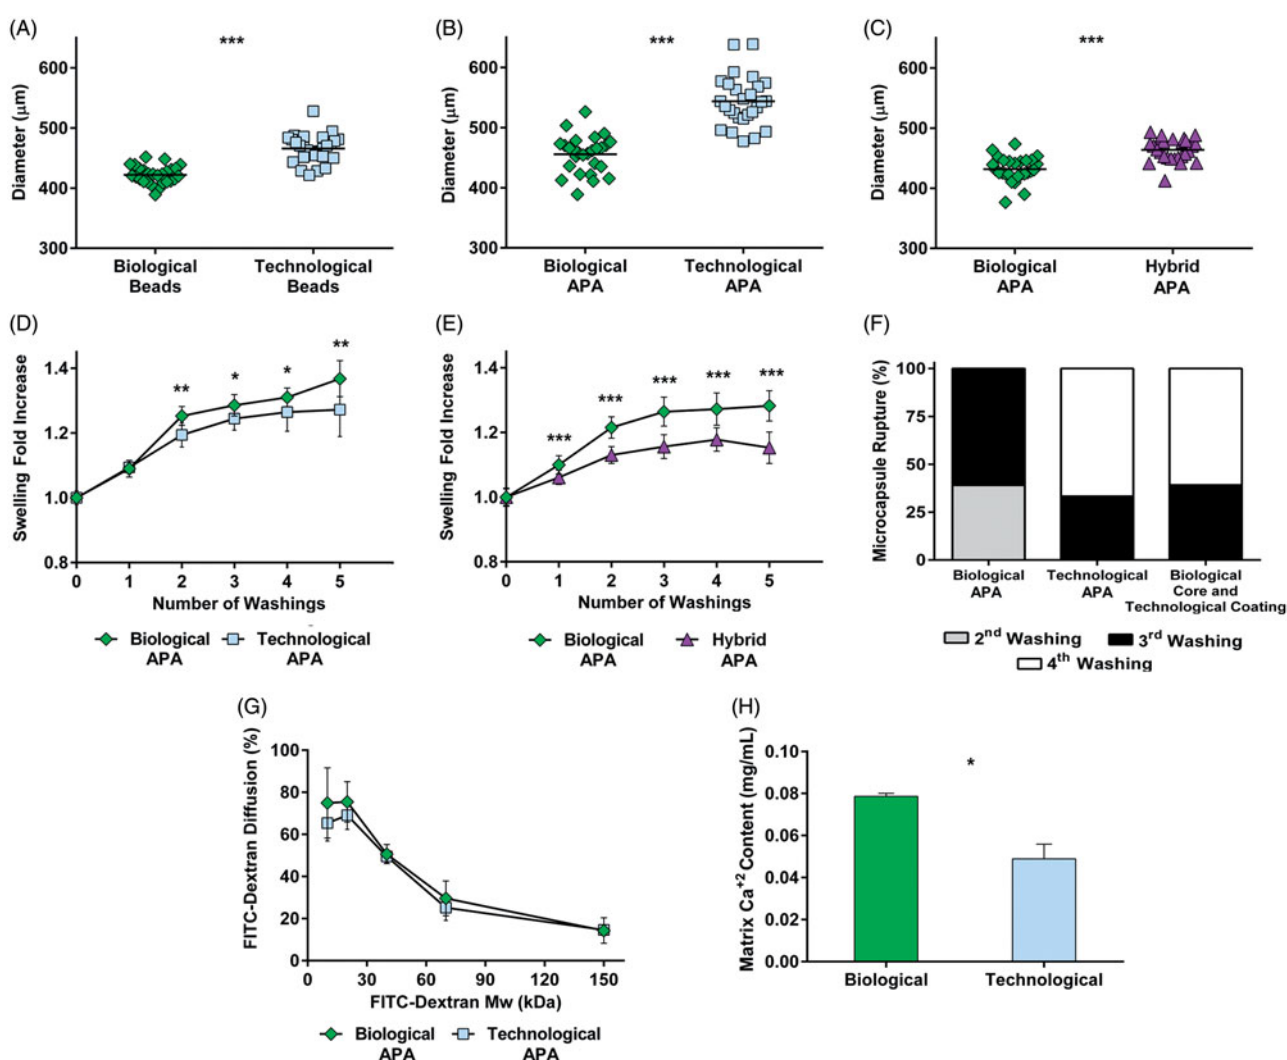 (A)
***
Diameter (µm)
600
500
400
300
Biological
Beads
Technological
Beads
(B)
***
Diameter (µm)
600
500
400
300
Biological
APA
Technological
APA
(C)
***
Diameter (µm)
600
500
400
300
Biological
APA
Hybrid
APA
(D)
Swelling Fold Increase
1.4
1.2
1.0
0.8
** * * **
0 1 2 3 4 5
Number of Washings
Biological
APA
Technological
APA
(E)
Swelling Fold Increase
1.4
1.2
1.0
0.8
*** *** *** *** ***
0 1 2 3 4 5
Number of Washings
Biological
APA
Hybrid
APA
(F)
Microcapsule Rupture (%)
100
75
50
25
0
Biological
APA
Technological
APA
Biological
Core and
Technological Coating
2nd Washing
3rd Washing
4th Washing
(G)
FITC-Dextran Diffusion (%)
100
80
60
40
20
0
0 30 60 90 120 150
FITC-Dextran Mw (kDa)
Biological
APA
Technological
APA
(H)
Matrix Ca+2 Content (mg/mL)
0.10
0.08
0.06
0.04
0.02
0.00
*
Biological
Technological